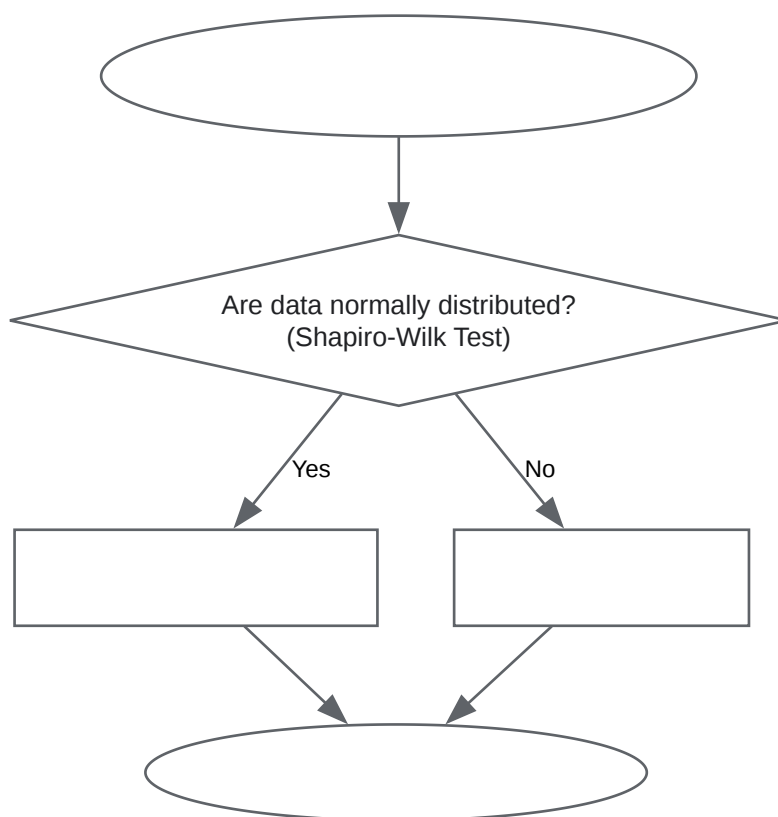 Are data normally distributed?
(Shapiro-Wilk Test)
Yes
No